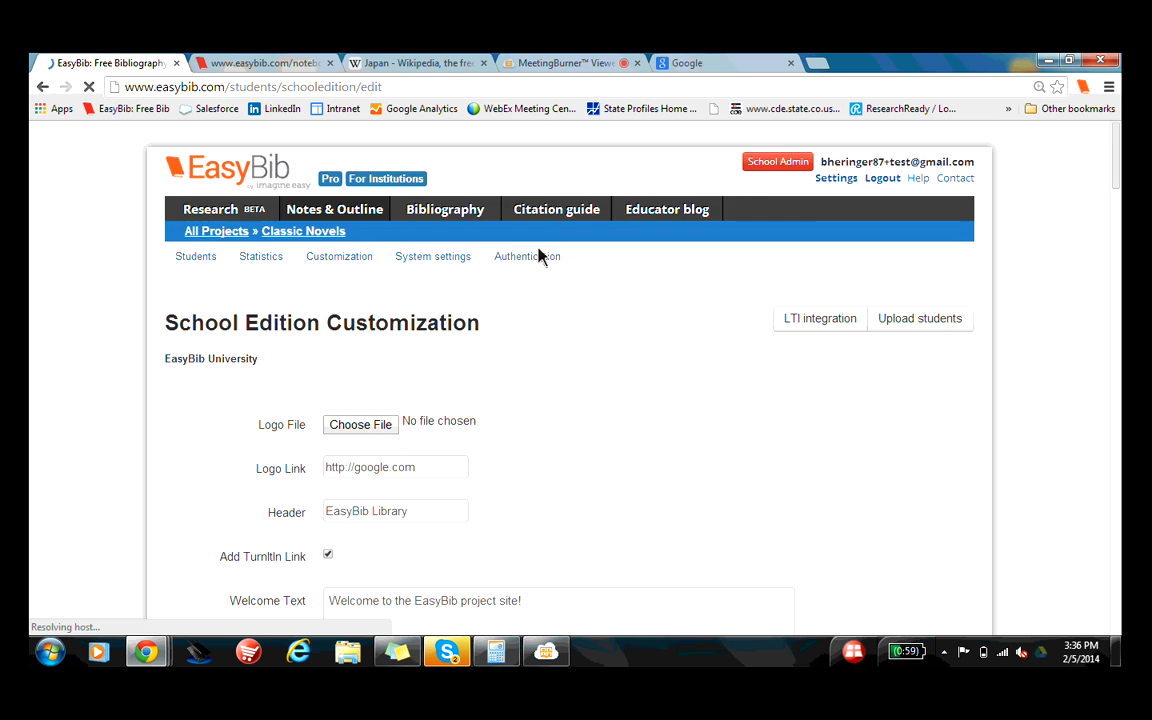 EasyBib: Free Bibliography
www.easybib.com/noteb
Japan - Wikipedia, the fre
MeetingBurner™ Viewe
Google
www.easybib.com/students/schooledition/edit
Apps
EasyBib: Free Bib
Salesforce
LinkedIn
Intranet
Google Analytics
WebEx Meeting Cen...
State Profiles Home ...
www.cde.state.co.us...
ResearchReady / Lo...
»
Other bookmarks
EasyBib
by imagine easy
Pro
For Institutions
School Admin
bheringer87+test@gmail.com
Settings Logout Help Contact
Research BETA
Notes & Outline
Bibliography
Citation guide
Educator blog
All Projects » Classic Novels
Students
Statistics
Customization
System settings
Authentication
School Edition Customization
LTI integration
Upload students
EasyBib University
Logo File
Choose File No file chosen
Logo Link
http://google.com
Header
EasyBib Library
Add TurnItIn Link
Welcome Text
Welcome to the EasyBib project site!
Resolving host...
2
(0:59)
3:36 PM
2/5/2014